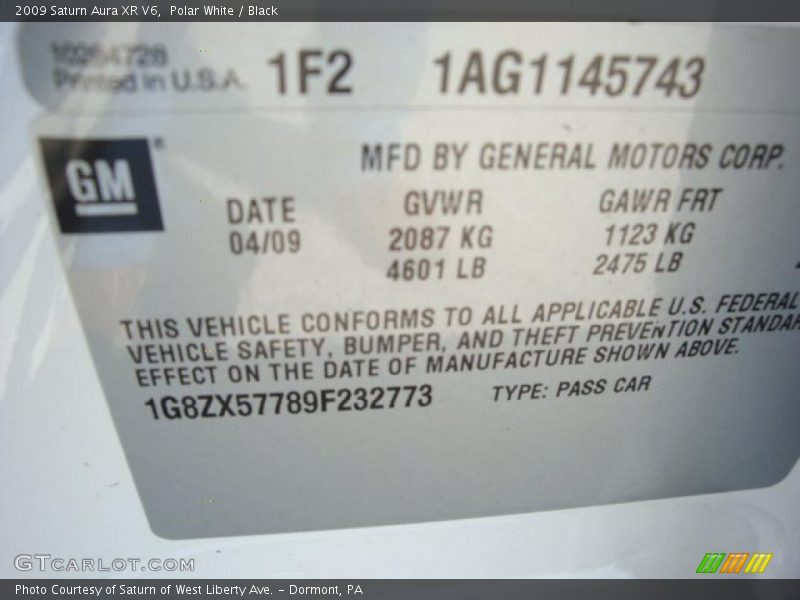 2009 Saturn Aura XR V6,  Polar White / Black
10264728
Printed in U.S.A.
1F2 1AG1145743
GM
MFD BY GENERAL MOTORS CORP.
DATE GVWR GAWR FRT
04/09 2087 KG 1123 KG
4601 LB 2475 LB
THIS VEHICLE CONFORMS TO ALL APPLICABLE U.S. FEDERAL
VEHICLE SAFETY, BUMPER, AND THEFT PREVENTION STANDAR
EFFECT ON THE DATE OF MANUFACTURE SHOWN ABOVE.
1G8ZX57789F232773 TYPE: PASS CAR
GTCARLOT.COM
Photo Courtesy of Saturn of West Liberty Ave. – Dormont, PA